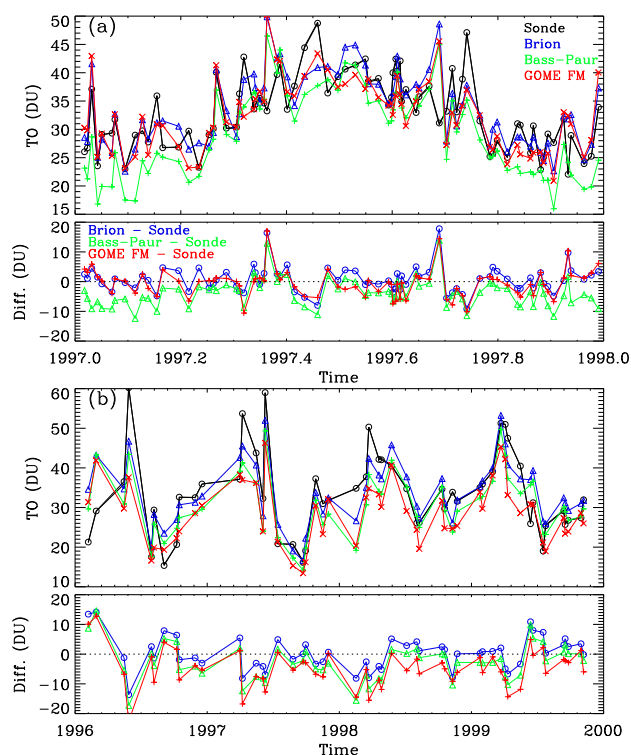 (a)
50
45
40
35
30
25
20
15
TO (DU)
Sonde
Brion
Bass-Paur
GOME FM
20
10
0
-10
-20
Diff. (DU)
Brion - Sonde
Bass-Paur - Sonde
GOME FM - Sonde
1997.0 1997.2 1997.4 1997.6 1997.8 1998.0
Time
(b)
60
50
40
30
20
10
TO (DU)
20
10
0
-10
-20
Diff. (DU)
1996 1997 1998 1999 2000
Time